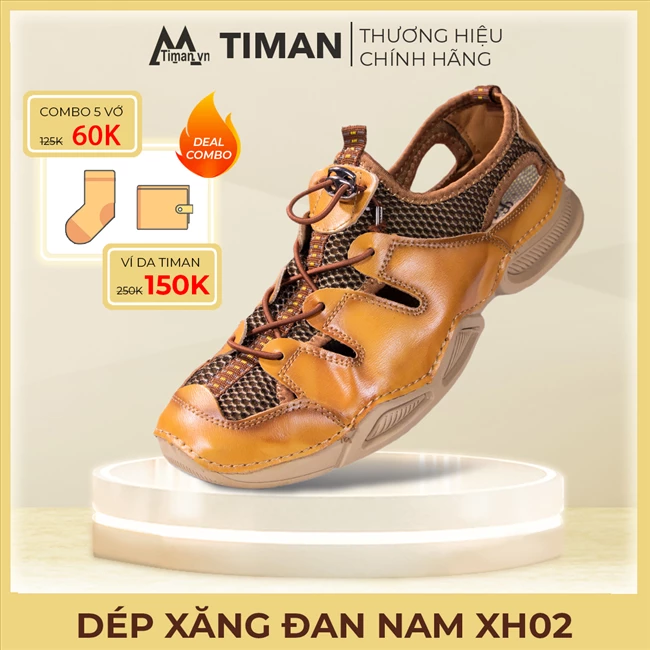 Timan.vn
TIMAN
THƯƠNG HIỆU
CHÍNH HÃNG
COMBO 5 VỚ
125K 60K
DEAL
COMBO
VÍ DA TIMAN
250K 150K
DÉP XĂNG ĐAN NAM XH02